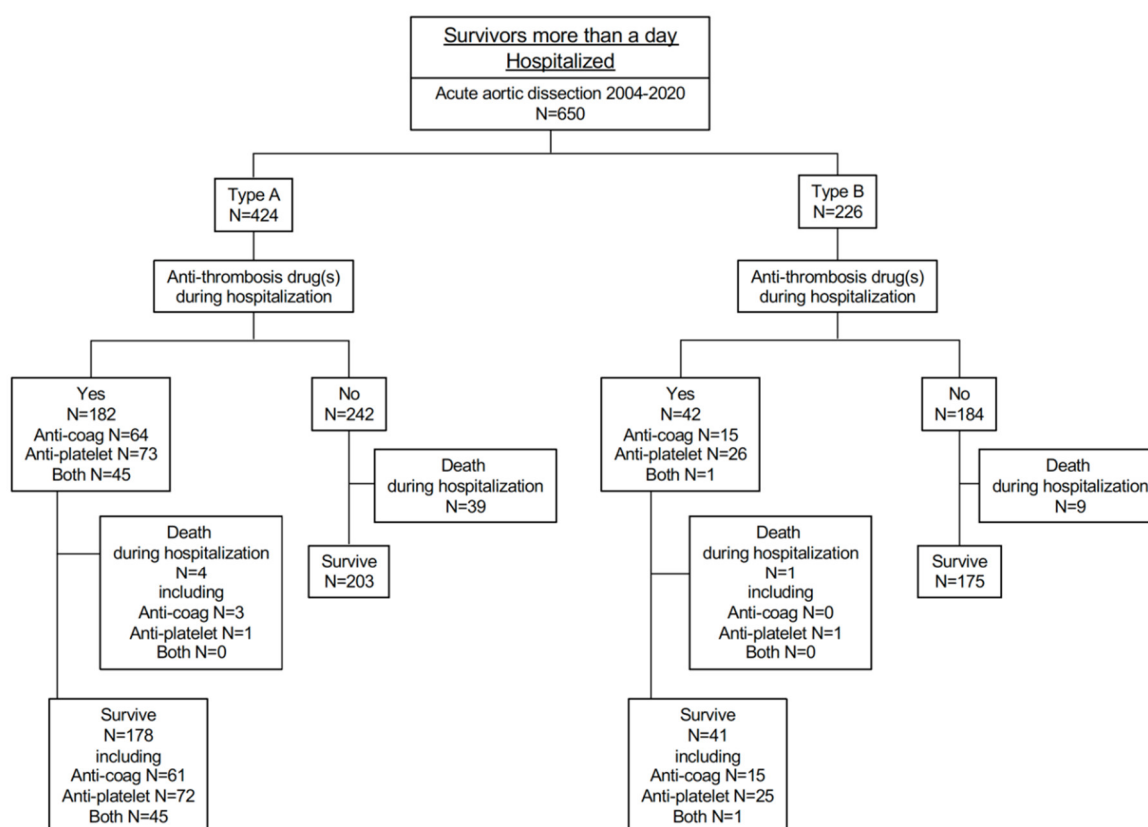 Survivors more than a day
Hospitalized
Acute aortic dissection 2004-2020
N=650
Type A
N=424
Type B
N=226
Anti-thrombosis drug(s)
during hospitalization
Anti-thrombosis drug(s)
during hospitalization
Yes
N=182
Anti-coag N=64
Anti-platelet N=73
Both N=45
No
N=242
Yes
N=42
Anti-coag N=15
Anti-platelet N=26
Both N=1
No
N=184
Death
during hospitalization
N=39
Death
during hospitalization
N=9
Death
during hospitalization
N=4
including
Anti-coag N=3
Anti-platelet N=1
Both N=0
Survive
N=203
Death
during hospitalization
N=1
including
Anti-coag N=0
Anti-platelet N=1
Both N=0
Survive
N=175
Survive
N=178
including
Anti-coag N=61
Anti-platelet N=72
Both N=45
Survive
N=41
including
Anti-coag N=15
Anti-platelet N=25
Both N=1